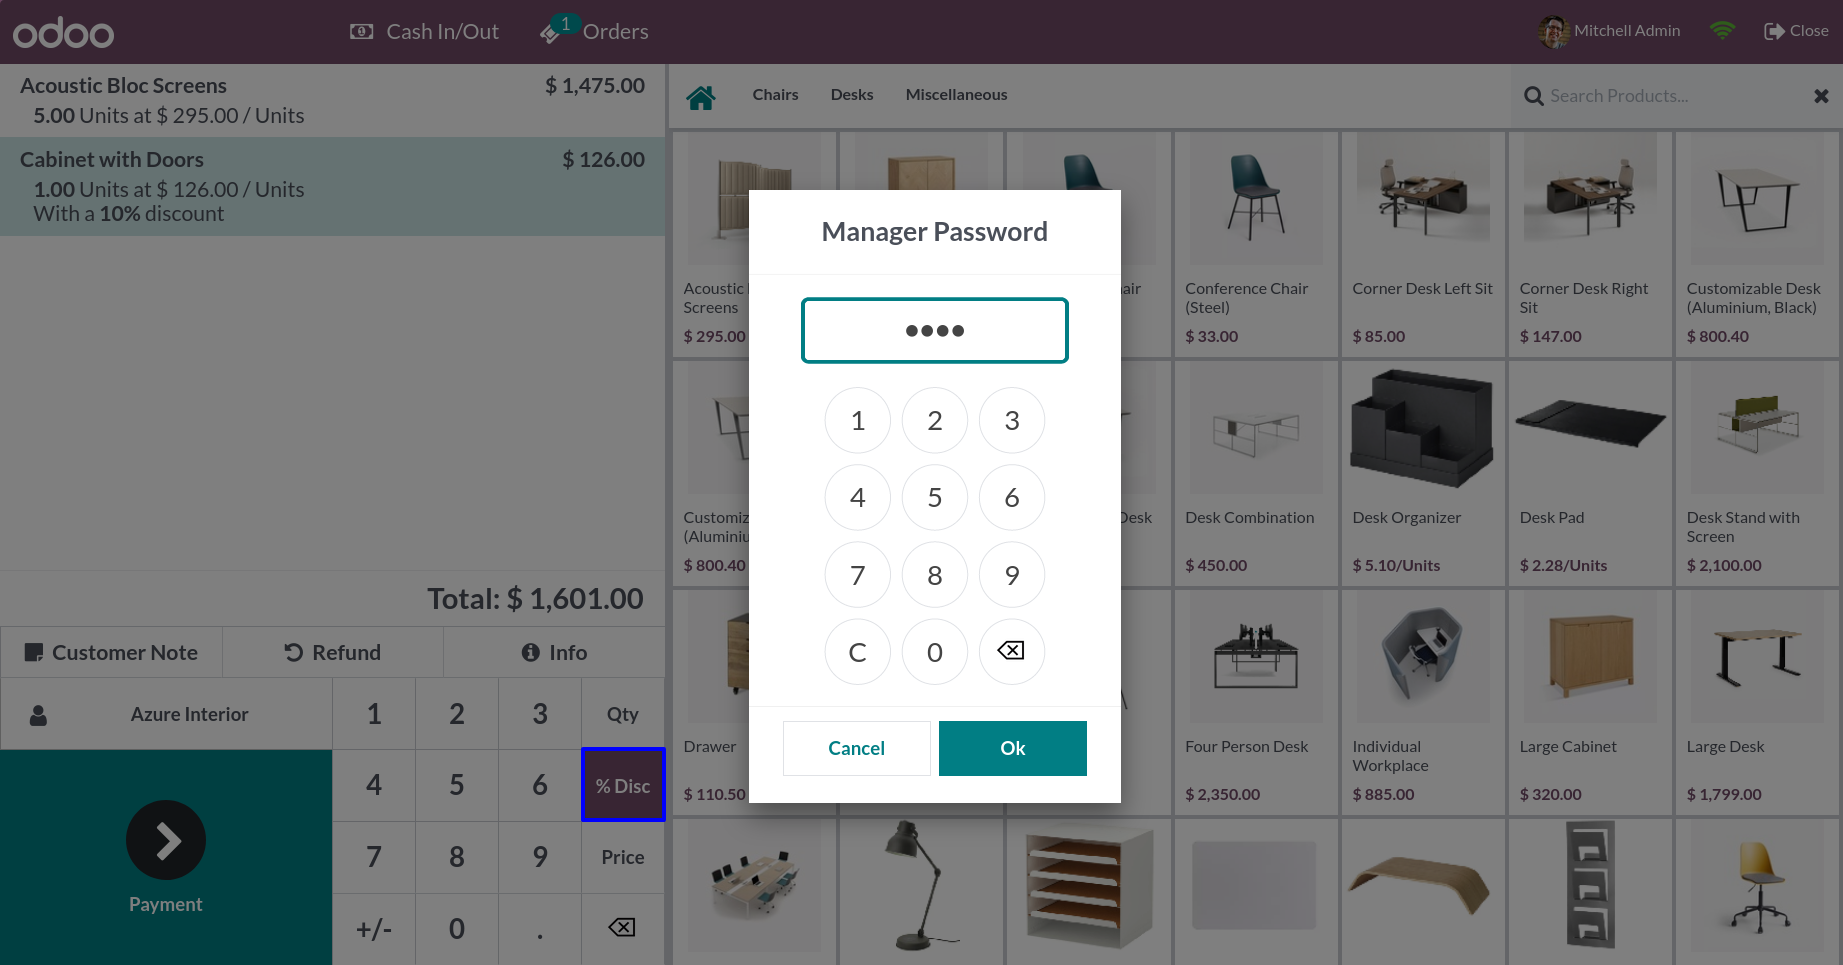 odoo
Cash In/Out
1
Orders
Mitchell Admin
Close
Acoustic Bloc Screens
$ 1,475.00
5.00 Units at $ 295.00 / Units
Cabinet with Doors
$ 126.00
1.00 Units at $ 126.00 / Units
With a 10% discount
Total: $ 1,601.00
Customer Note
Refund
Info
Azure Interior
1
2
3
Qty
4
5
6
% Disc
7
8
9
Price
+/-
0
.
Payment
Chairs
Desks
Miscellaneous
Search Products...
Acoustic
Screens
$ 295.00
air
Conference Chair
(Steel)
$ 33.00
Corner Desk Left Sit
$ 85.00
Corner Desk Right
Sit
$ 147.00
Customizable Desk
(Aluminium, Black)
$ 800.40
Customiz
(Aluminiu
$ 800.40
Desk
Desk Combination
$ 450.00
Desk Organizer
$ 5.10/Units
Desk Pad
$ 2.28/Units
Desk Stand with
Screen
$ 2,100.00
Drawer
$ 110.50
Four Person Desk
$ 2,350.00
Individual
Workplace
$ 885.00
Large Cabinet
$ 320.00
Large Desk
$ 1,799.00
Manager Password
1
2
3
4
5
6
7
8
9
C
0
Cancel
Ok